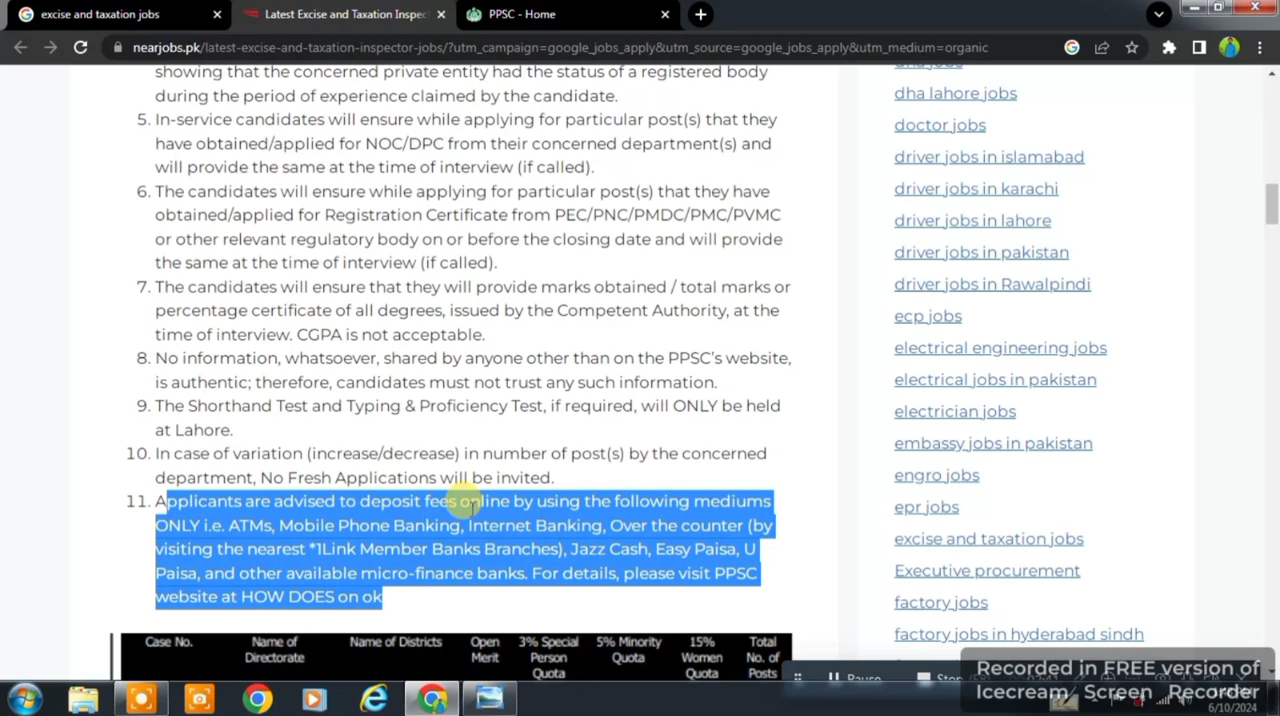 excise and taxation jobs
Latest Excise and Taxation Inspec
PPSC - Home
nearjobs.pk/latest-excise-and-taxation-inspector-jobs/?utm_campaign=google_jobs_apply&utm_source=google_jobs_apply&utm_medium=organic
showing that the concerned private entity had the status of a registered body
during the period of experience claimed by the candidate.
5. In-service candidates will ensure while applying for particular post(s) that they
have obtained/applied for NOC/DPC from their concerned department(s) and
will provide the same at the time of interview (if called).
6. The candidates will ensure while applying for particular post(s) that they have
obtained/applied for Registration Certificate from PEC/PNC/PMDC/PMC/PVMC
or other relevant regulatory body on or before the closing date and will provide
the same at the time of interview (if called).
7. The candidates will ensure that they will provide marks obtained / total marks or
percentage certificate of all degrees, issued by the Competent Authority, at the
time of interview. CGPA is not acceptable.
8. No information, whatsoever, shared by anyone other than on the PPSC's website,
is authentic; therefore, candidates must not trust any such information.
9. The Shorthand Test and Typing & Proficiency Test, if required, will ONLY be held
at Lahore.
10. In case of variation (increase/decrease) in number of post(s) by the concerned
department, No Fresh Applications will be invited.
11. Applicants are advised to deposit fees online by using the following mediums
ONLY i.e. ATMs, Mobile Phone Banking, Internet Banking, Over the counter (by
visiting the nearest *1Link Member Banks Branches), Jazz Cash, Easy Paisa, U
Paisa, and other available micro-finance banks. For details, please visit PPSC
website at HOW DOES on ok
Case No. Name of Directorate Name of Districts Open Merit 3% Special Person Quota 5% Minority Quota 15% Women Quota Total No. of Posts
dha jobs
dha lahore jobs
doctor jobs
driver jobs in islamabad
driver jobs in karachi
driver jobs in lahore
driver jobs in pakistan
driver jobs in Rawalpindi
ecp jobs
electrical engineering jobs
electrical jobs in pakistan
electrician jobs
embassy jobs in pakistan
engro jobs
epr jobs
excise and taxation jobs
Executive procurement
factory jobs
factory jobs in hyderabad sindh
Pause
Recorded in FREE version of
Icecream Screen Recorder
6/10/2024